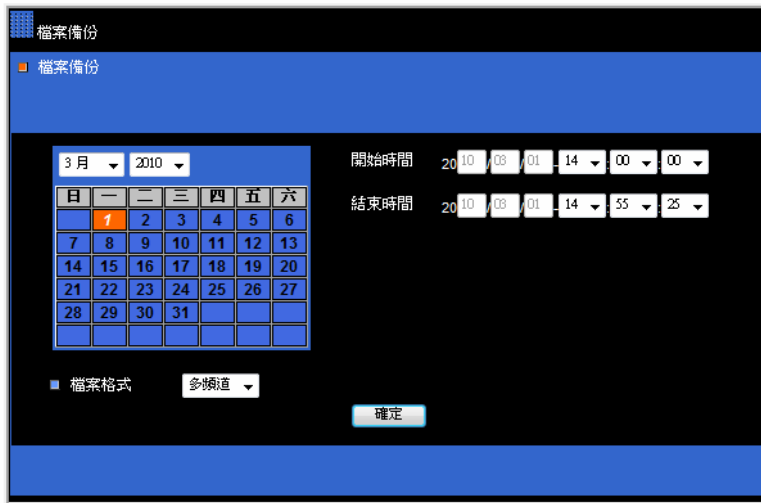 檔案備份
檔案備份
3 月 2010
日 一 二 三 四 五 六
1 2 3 4 5 6
7 8 9 10 11 12 13
14 15 16 17 18 19 20
21 22 23 24 25 26 27
28 29 30 31
開始時間 20 10 / 03 / 01 - 14 : 00 : 00
結束時間 20 10 / 03 / 01 - 14 : 55 : 25
檔案格式 多頻道
確定